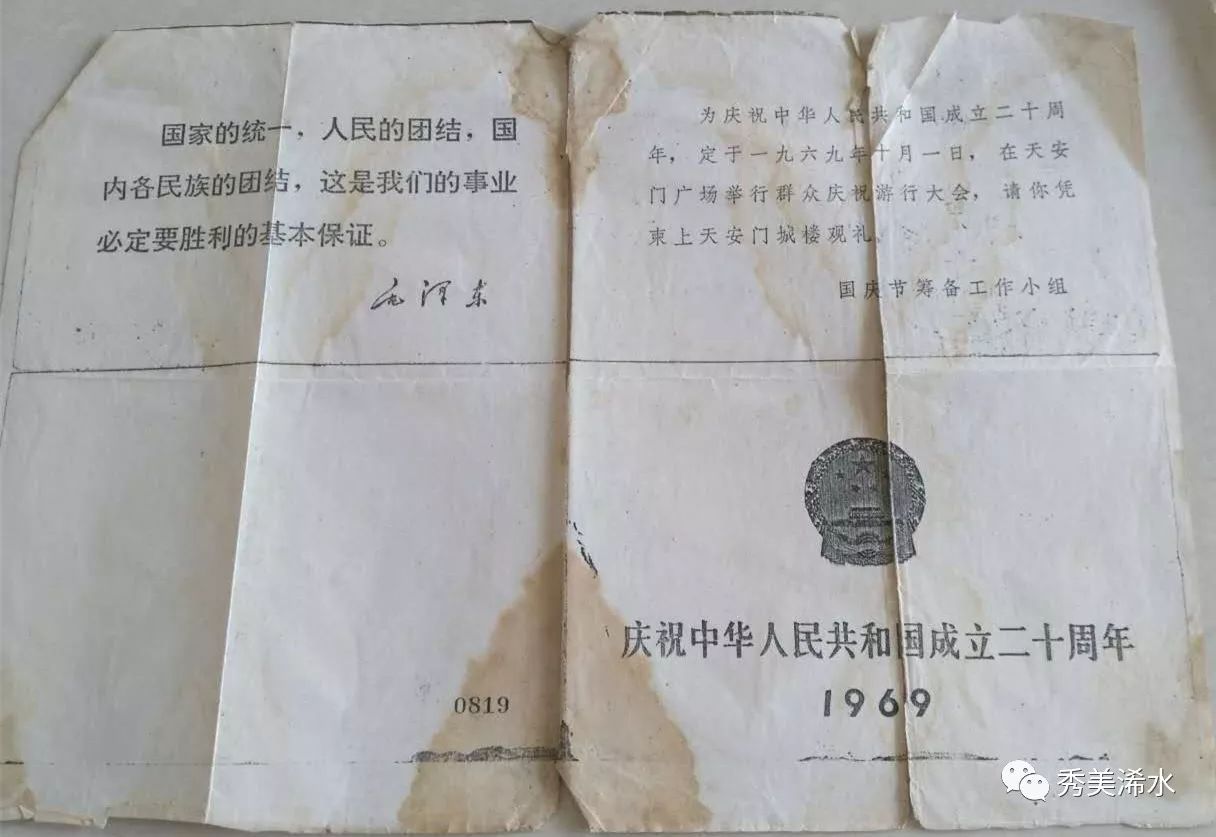 国家的统一，人民的团结，国
内各民族的团结，这是我们的事业
必定要胜利的基本保证。
毛泽东
为庆祝中华人民共和国成立二十周
年，定于一九六九年十月一日，在天安
门广场举行群众庆祝游行大会，请你凭
柬上天安门城楼观礼。
国庆节筹备工作小组
0819
庆祝中华人民共和国成立二十周年
1969
秀美浠水